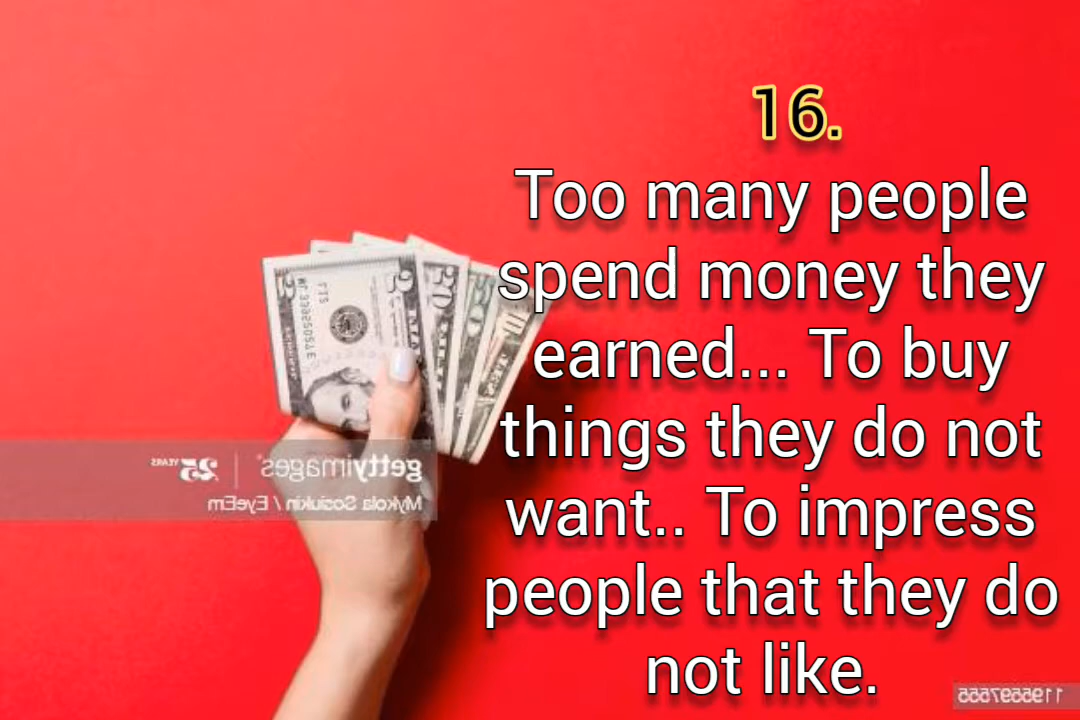 16.
Too many people
spend money they
earned... To buy
things they do not
want.. To impress
people that they do
not like.
gettyimages®
25 YEARS
Mykola Sosiukin / EyeEm
1195597555